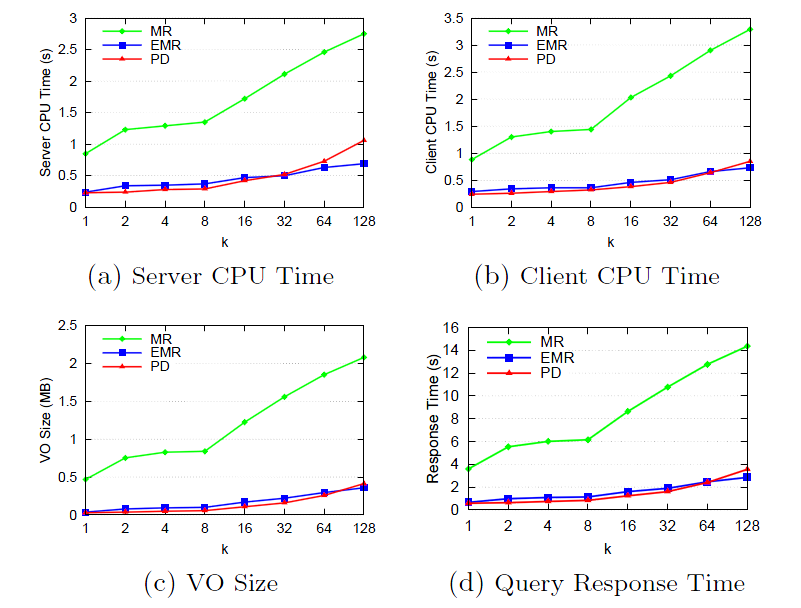 3
2.5
2
1.5
1
0.5
0
Server CPU Time (s)
MR
EMR
PD
1 2 4 8 16 32 64 128
k
(a) Server CPU Time
3.5
3
2.5
2
1.5
1
0.5
0
Client CPU Time (s)
MR
EMR
PD
1 2 4 8 16 32 64 128
k
(b) Client CPU Time
2.5
2
1.5
1
0.5
0
VO Size (MB)
MR
EMR
PD
1 2 4 8 16 32 64 128
k
(c) VO Size
16
14
12
10
8
6
4
2
0
Response Time (s)
MR
EMR
PD
1 2 4 8 16 32 64 128
k
(d) Query Response Time